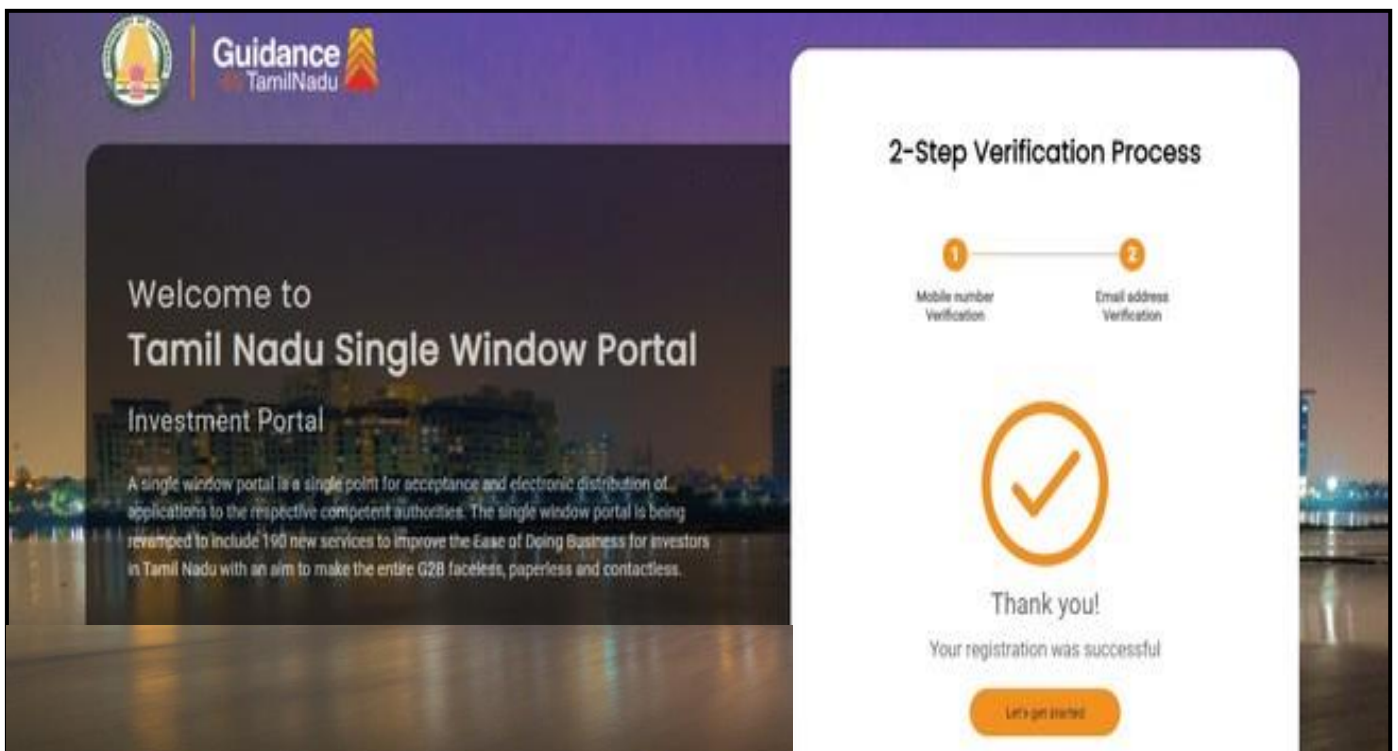 Guidance
TamilNadu
Welcome to
Tamil Nadu Single Window Portal
Investment Portal
A single window portal is a single point for acceptance and electronic distribution of
applications to the respective competent authorities. The single window portal is being
revamped to include 190 new services to improve the Ease of Doing Business for investors
in Tamil Nadu with an aim to make the entire G2B faceless, paperless and contactless.
2-Step Verification Process
1
2
Mobile number
Verification
Email address
Verification
Thank you!
Your registration was successful
Let's get started